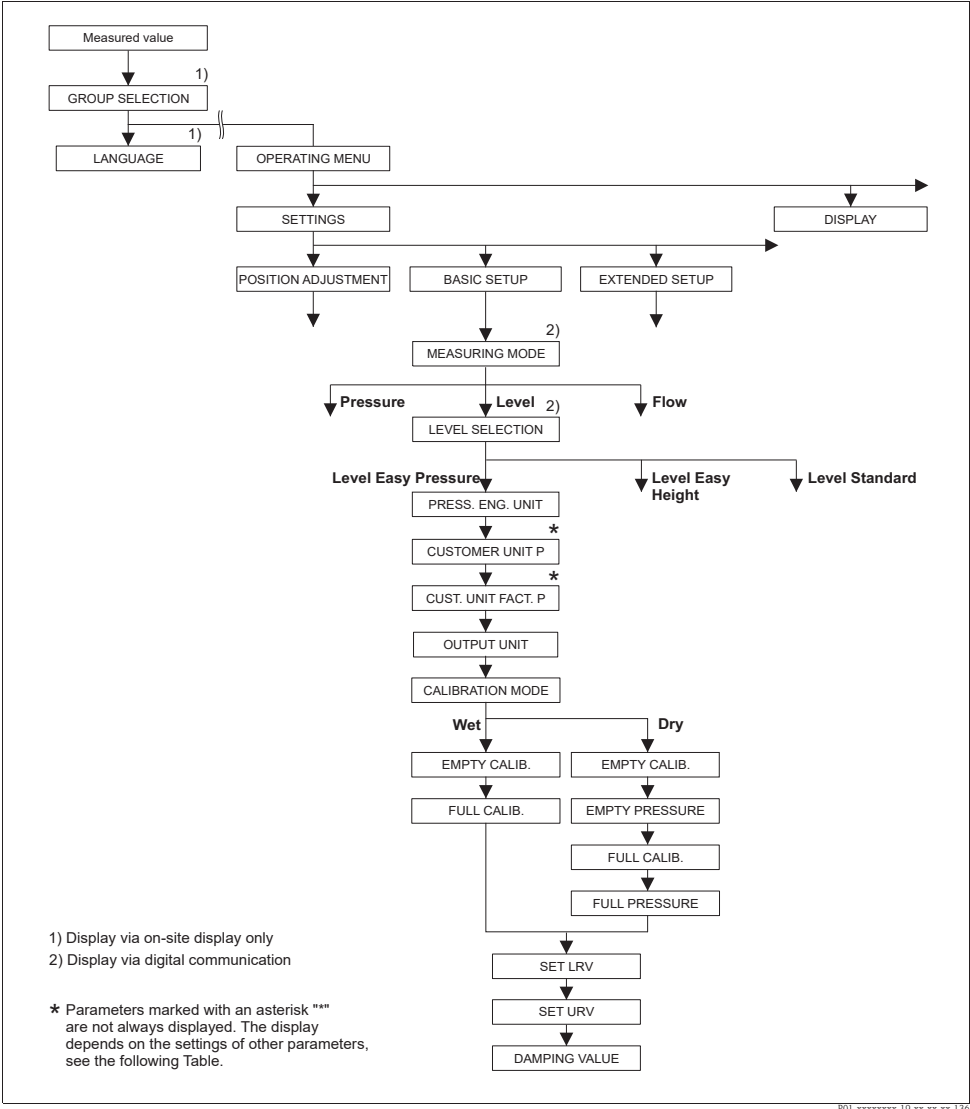 Measured value
1)
GROUP SELECTION
1)
LANGUAGE
OPERATING MENU
SETTINGS
DISPLAY
POSITION ADJUSTMENT
BASIC SETUP
EXTENDED SETUP
2)
MEASURING MODE
Pressure
Level
2)
Flow
LEVEL SELECTION
Level Easy Pressure
Level Easy
Height
Level Standard
PRESS. ENG. UNIT
*
CUSTOMER UNIT P
*
CUST. UNIT FACT. P
OUTPUT UNIT
CALIBRATION MODE
Wet
Dry
EMPTY CALIB.
EMPTY CALIB.
FULL CALIB.
EMPTY PRESSURE
FULL CALIB.
FULL PRESSURE
SET LRV
SET URV
DAMPING VALUE
1) Display via on-site display only
2) Display via digital communication
* Parameters marked with an asterisk "*"
are not always displayed. The display
depends on the settings of other parameters,
see the following Table.